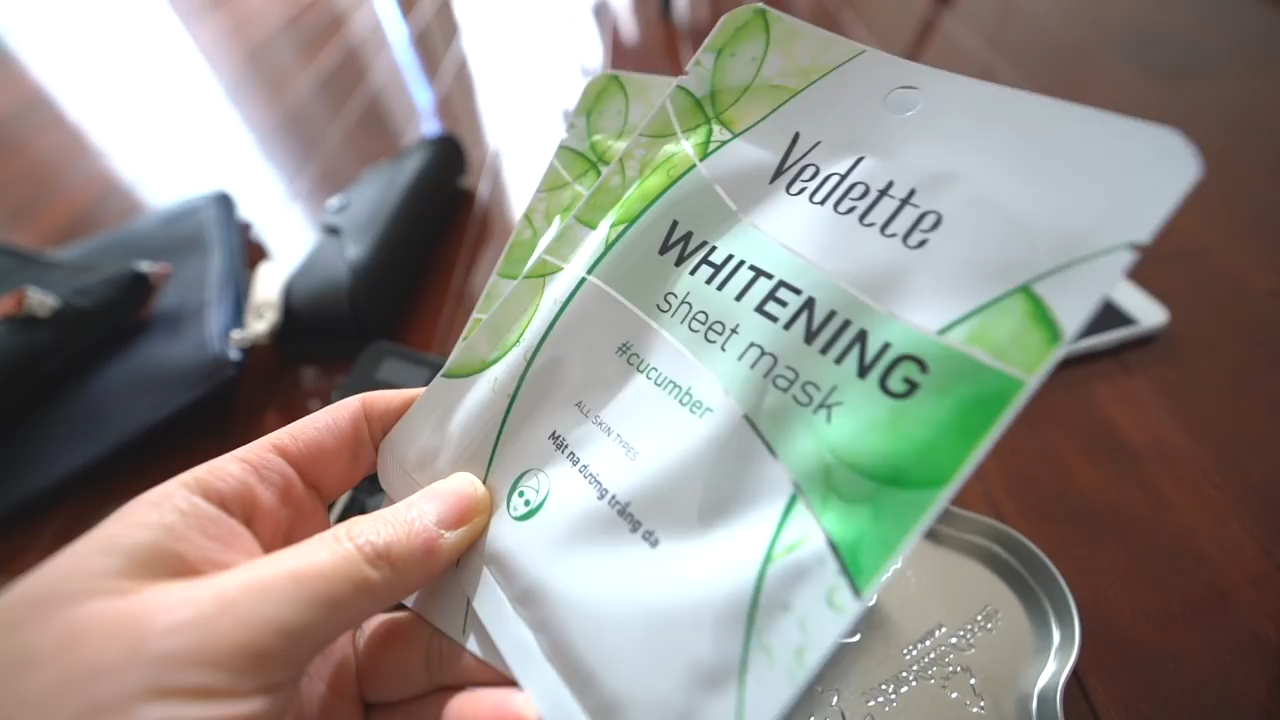 Vedette
WHITENING
sheet mask
#cucumber
ALL SKIN TYPES
Mặt nạ dưỡng trắng da